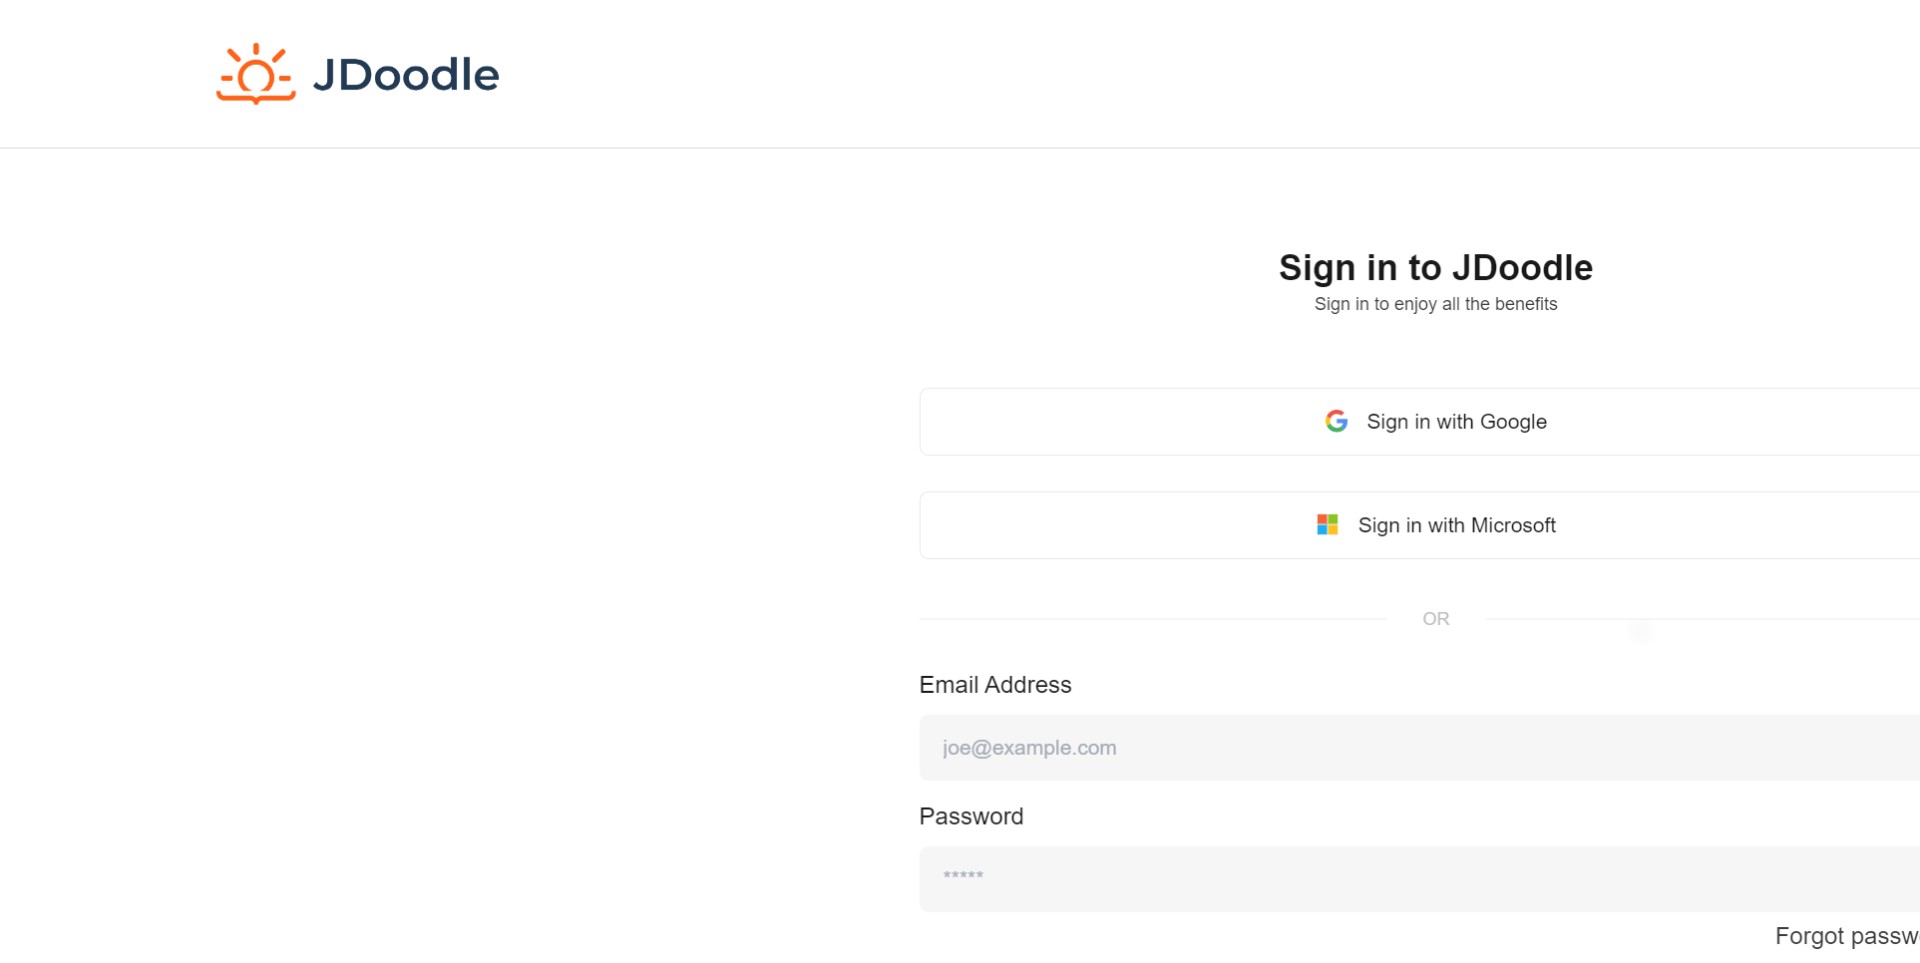 JDoodle
Sign in to JDoodle
Sign in to enjoy all the benefits
Sign in with Google
Sign in with Microsoft
OR
Email Address
joe@example.com
Password
*****
Forgot passw